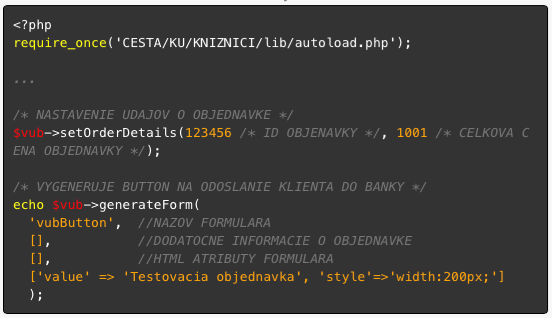 <?php
require_once('CESTA/KU/KNIZNICI/lib/autoload.php');
...
/* NASTAVENIE UDAJOV O OBJEDNAVKE */
$vub->setOrderDetails(123456 /* ID OBJENAVKY */, 1001 /* CELKOVA C
ENA OBJEDNAVKY */);
/* VYGENERUJE BUTTON NA ODOSLANIE KLIENTA DO BANKY */
echo $vub->generateForm(
'vubButton', //NAZOV FORMULARA
[], //DODATOCNE INFORMACIE O OBJEDNAVKE
[], //HTML ATRIBUTY FORMULARA
['value' => 'Testovacia objednavka', 'style'=>'width:200px;']
);